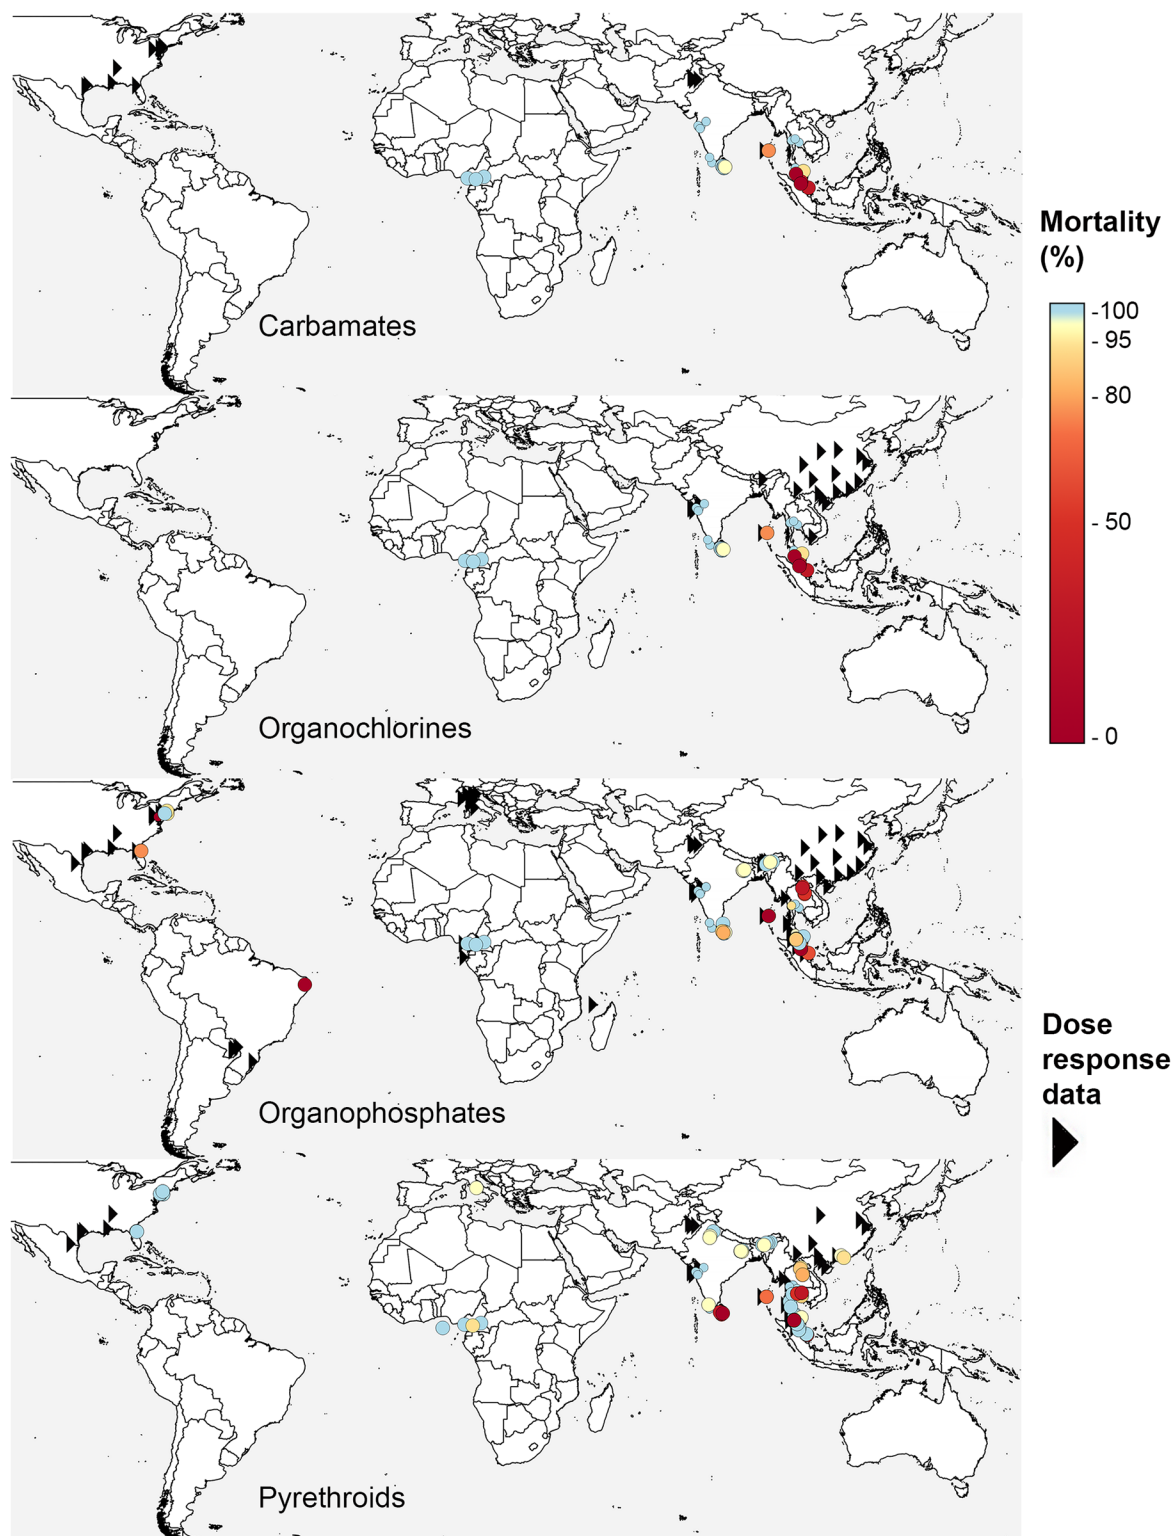 Carbamates
Mortality
(%)
-100
- 95
- 80
- 50
- 0
Organochlorines
Organophosphates
Dose
response
data
Pyrethroids